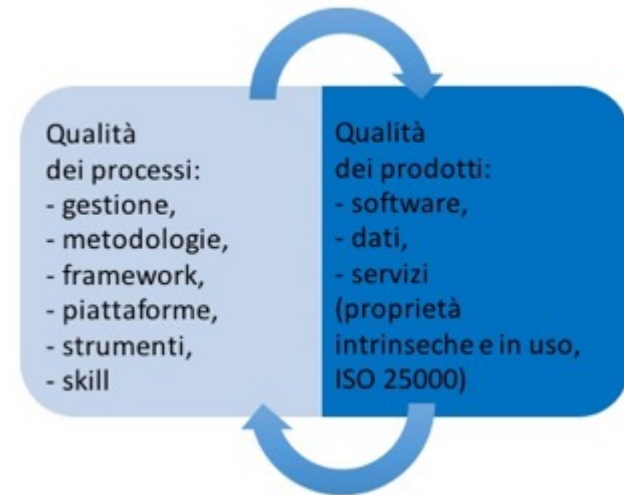 Qualità
dei processi:
- gestione,
- metodologie,
- framework,
- piattaforme,
- strumenti,
- skill
Qualità
dei prodotti:
- software,
- dati,
- servizi
(proprietà
intrinseche e in uso,
ISO 25000)